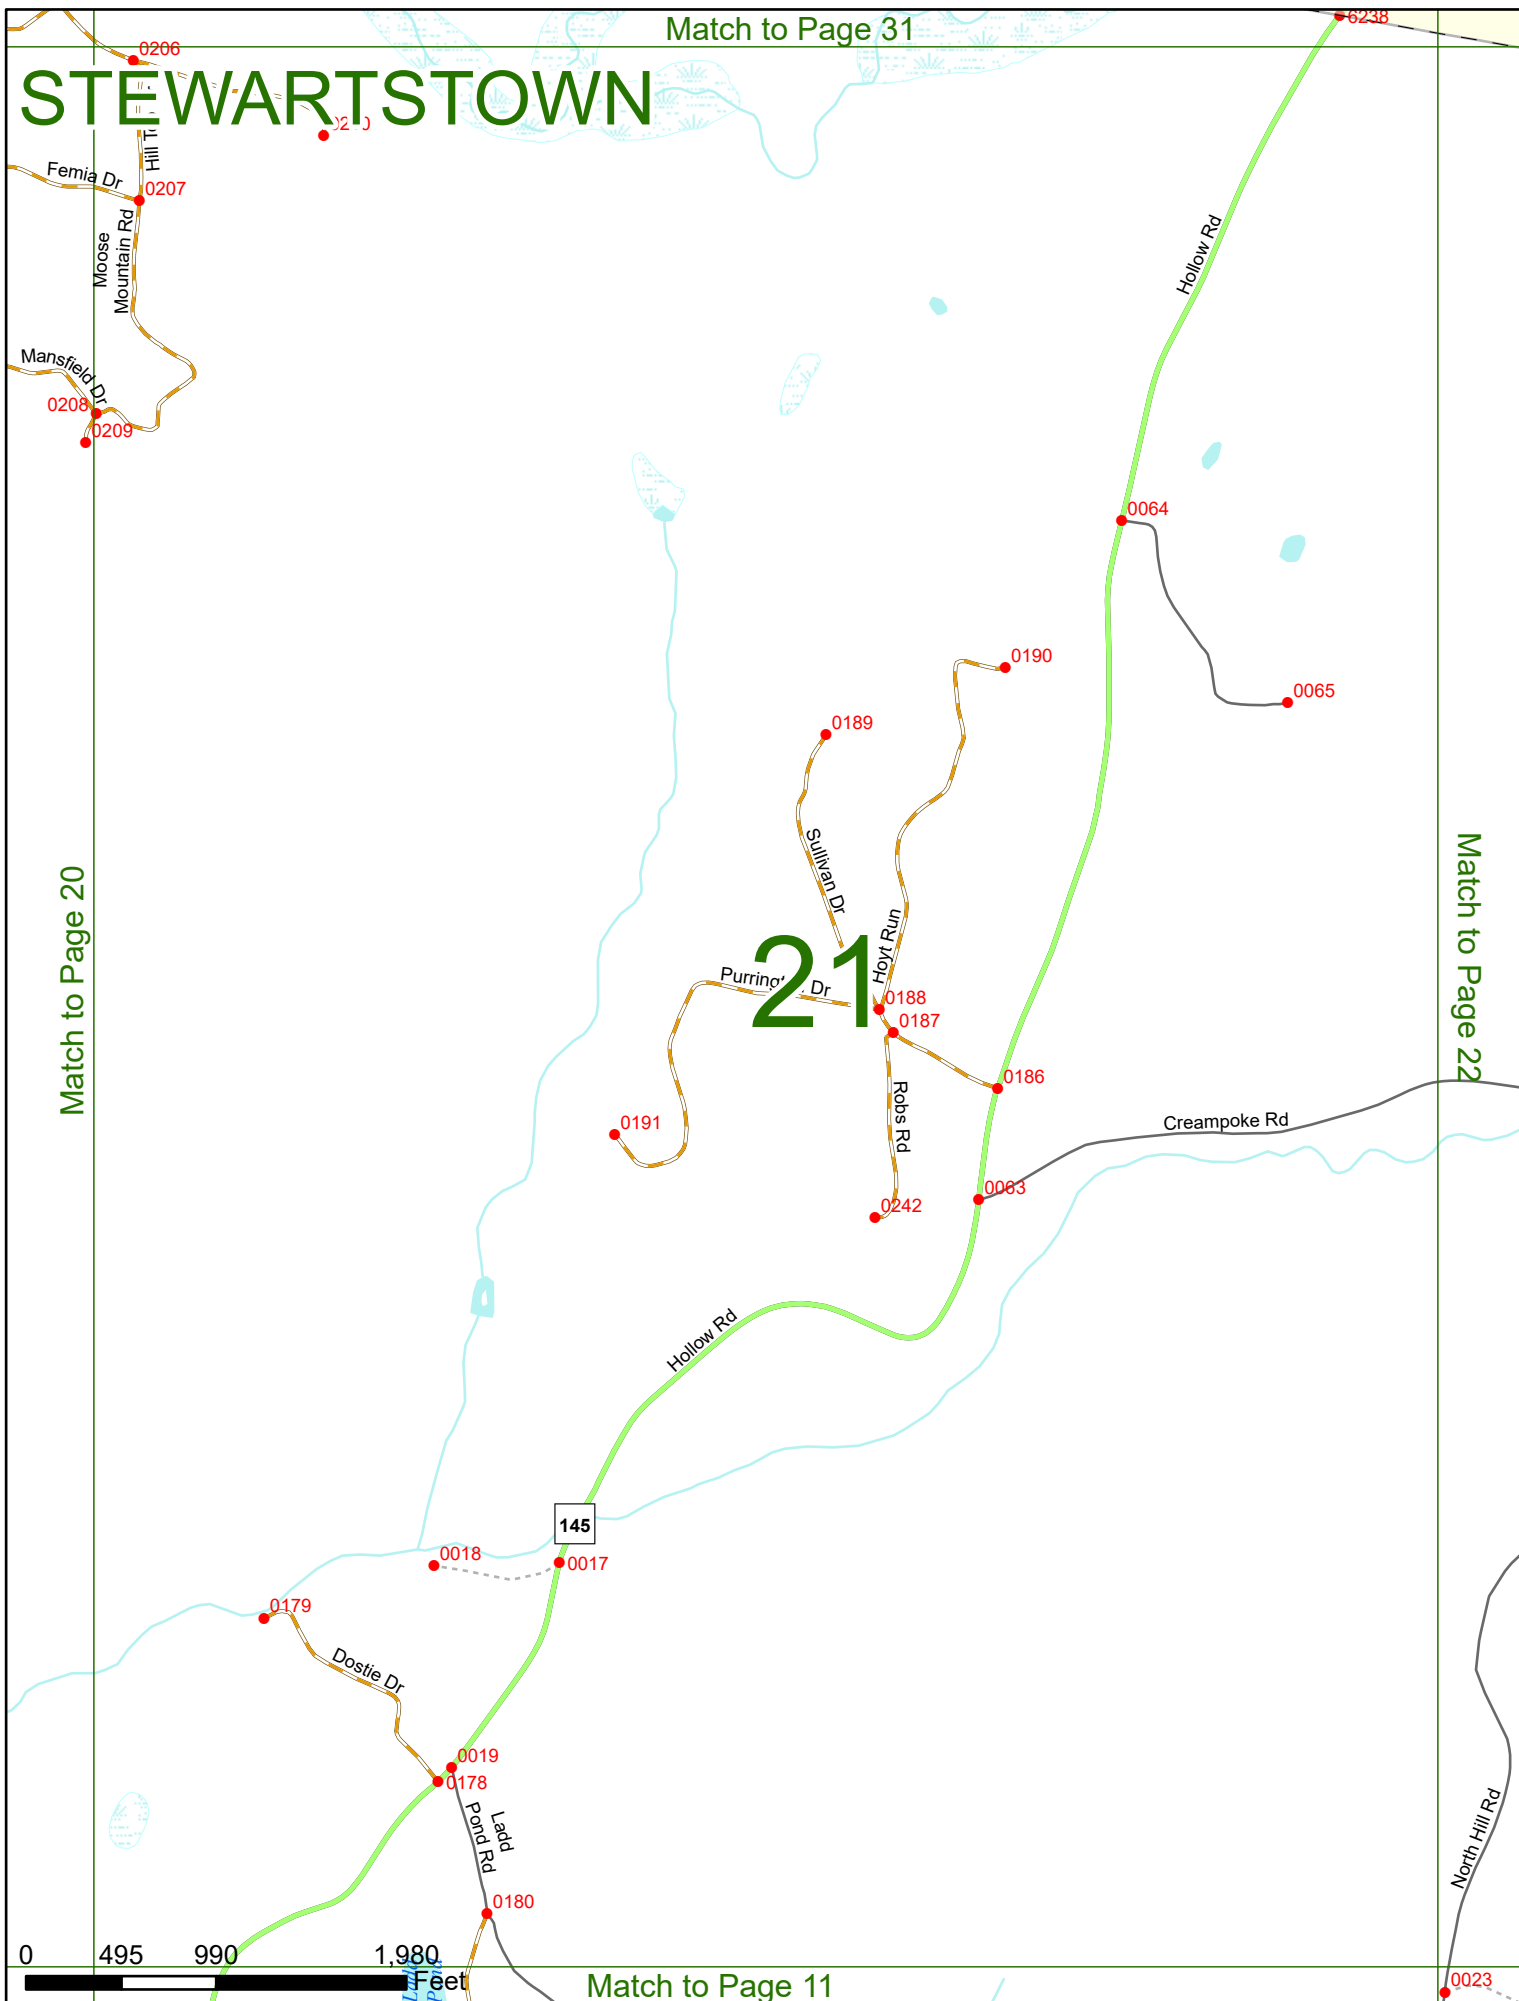 6238
Match to Page 31
0206
STEWARTSTOWN
Femia Dr
0207
Moose
Mountain Rd
Hollow Rd
Mansfield Dr
0208
0209
0064
0190
0065
0189
Sullivan Dr
Match to Page 20
Match to Page 22
Hoyt Run
21
0188
0187
0186
Robs Rd
0191
Creampoke Rd
0063
0242
Hollow Rd
145
0018
0017
0179
Dostie Dr
0019
0178
Ladd
Pond Rd
North Hill Rd
0180
0 495 990 1,980
Feet
Ladd
Pond
Match to Page 11
0023